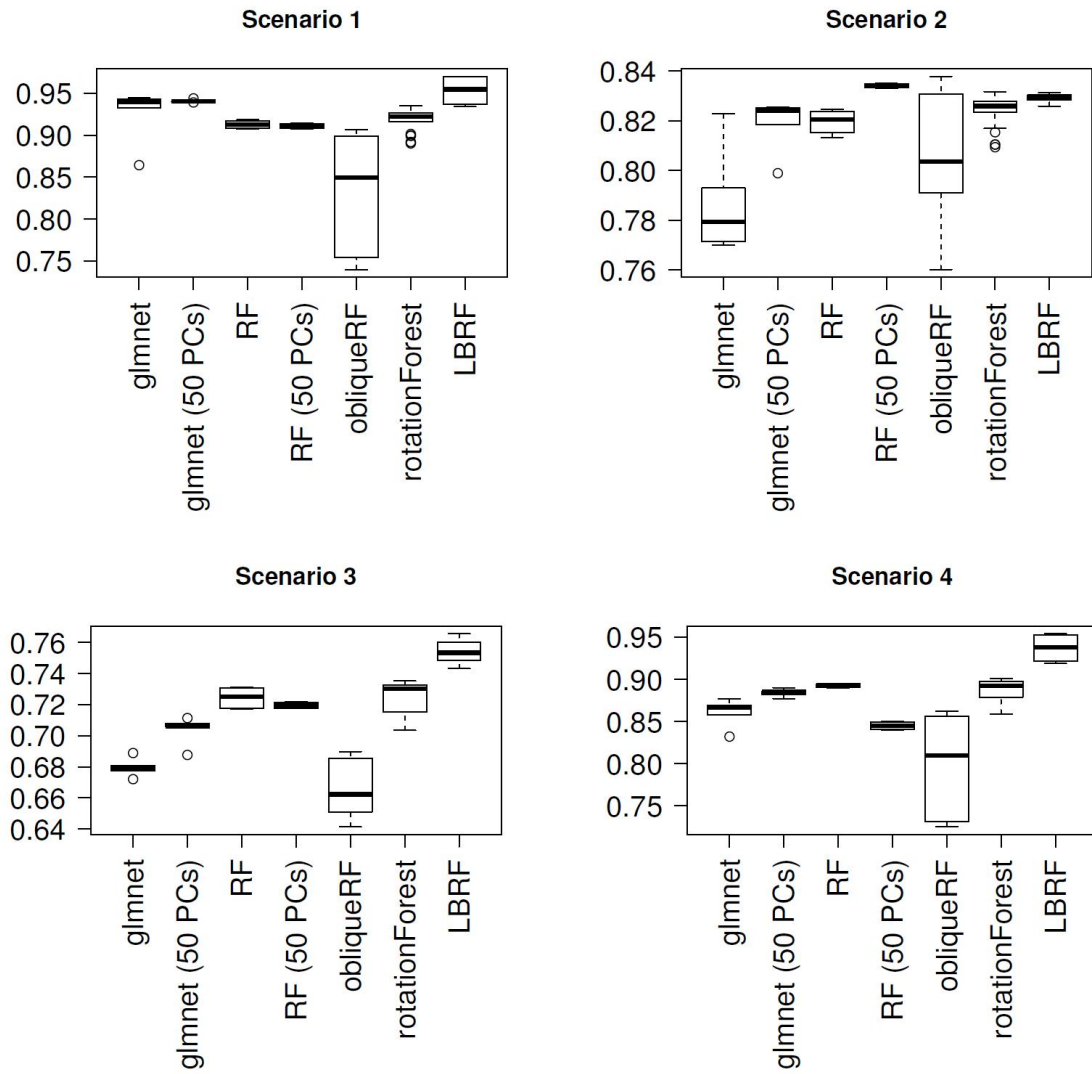 Scenario 1
0.95
0.90
0.85
0.80
0.75
glmnet
glmnet (50 PCs)
RF
RF (50 PCs)
obliqueRF
rotationForest
LBRF
Scenario 2
0.84
0.82
0.80
0.78
0.76
glmnet
glmnet (50 PCs)
RF
RF (50 PCs)
obliqueRF
rotationForest
LBRF
Scenario 3
0.76
0.74
0.72
0.70
0.68
0.66
0.64
glmnet
glmnet (50 PCs)
RF
RF (50 PCs)
obliqueRF
rotationForest
LBRF
Scenario 4
0.95
0.90
0.85
0.80
0.75
glmnet
glmnet (50 PCs)
RF
RF (50 PCs)
obliqueRF
rotationForest
LBRF